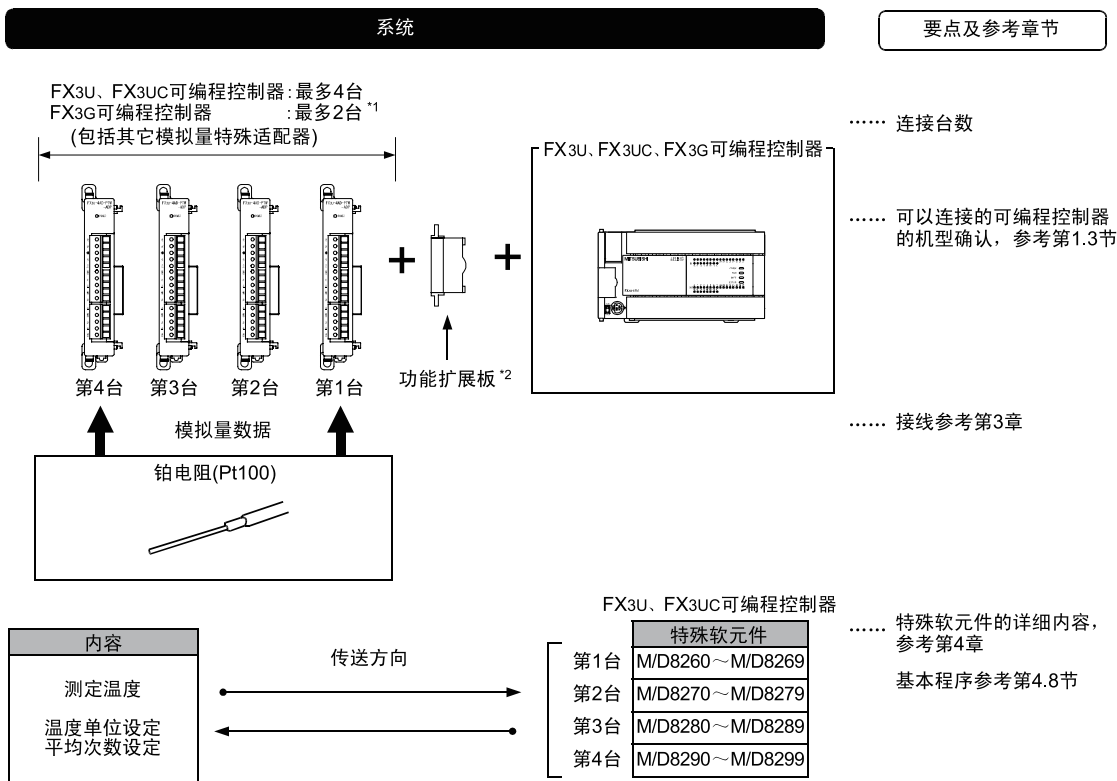 系统
要点及参考章节
FX3U、FX3UC可编程控制器:最多4台
FX3G可编程控制器 :最多2台 *1
(包括其它模拟量特殊适配器)
…… 连接台数
FX3U、FX3UC、FX3G可编程控制器
…… 可以连接的可编程控制器
的机型确认，参考第1.3节
MITSUBISHI
第4台 第3台 第2台 第1台
功能扩展板 *2
模拟量数据
…… 接线参考第3章
铂电阻(Pt100)
FX3U、FX3UC可编程控制器
内容
传送方向
特殊软元件
…… 特殊软元件的详细内容，
参考第4章
测定温度
第1台 M/D8260～M/D8269
基本程序参考第4.8节
第2台 M/D8270～M/D8279
温度单位设定
平均次数设定
第3台 M/D8280～M/D8289
第4台 M/D8290～M/D8299